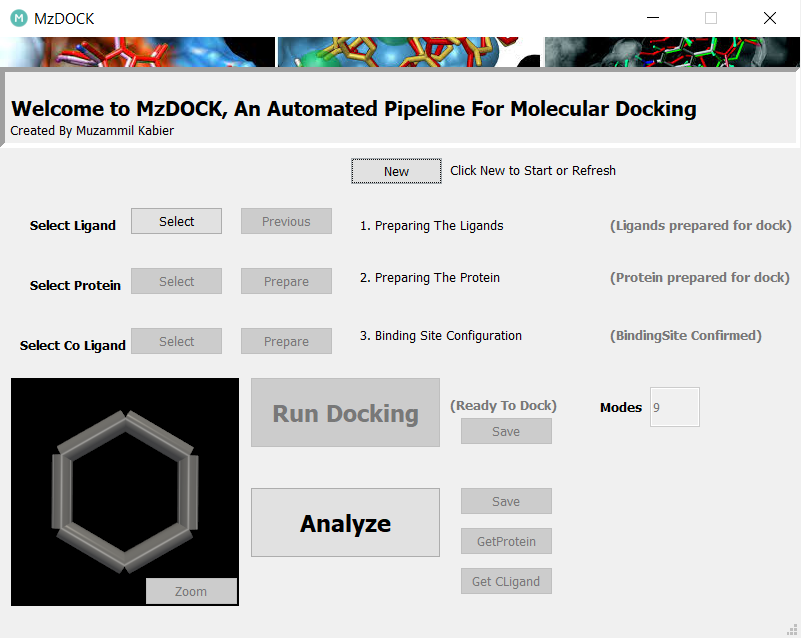 M MzDOCK
Welcome to MzDOCK, An Automated Pipeline For Molecular Docking
Created By Muzammil Kabier
New Click New to Start or Refresh
Select Ligand Select Previous 1. Preparing The Ligands (Ligands prepared for dock)
Select Protein Select Prepare 2. Preparing The Protein (Protein prepared for dock)
Select Co Ligand Select Prepare 3. Binding Site Configuration (BindingSite Confirmed)
Run Docking (Ready To Dock) Modes 9
Save
Analyze Save
GetProtein
Zoom Get CLigand